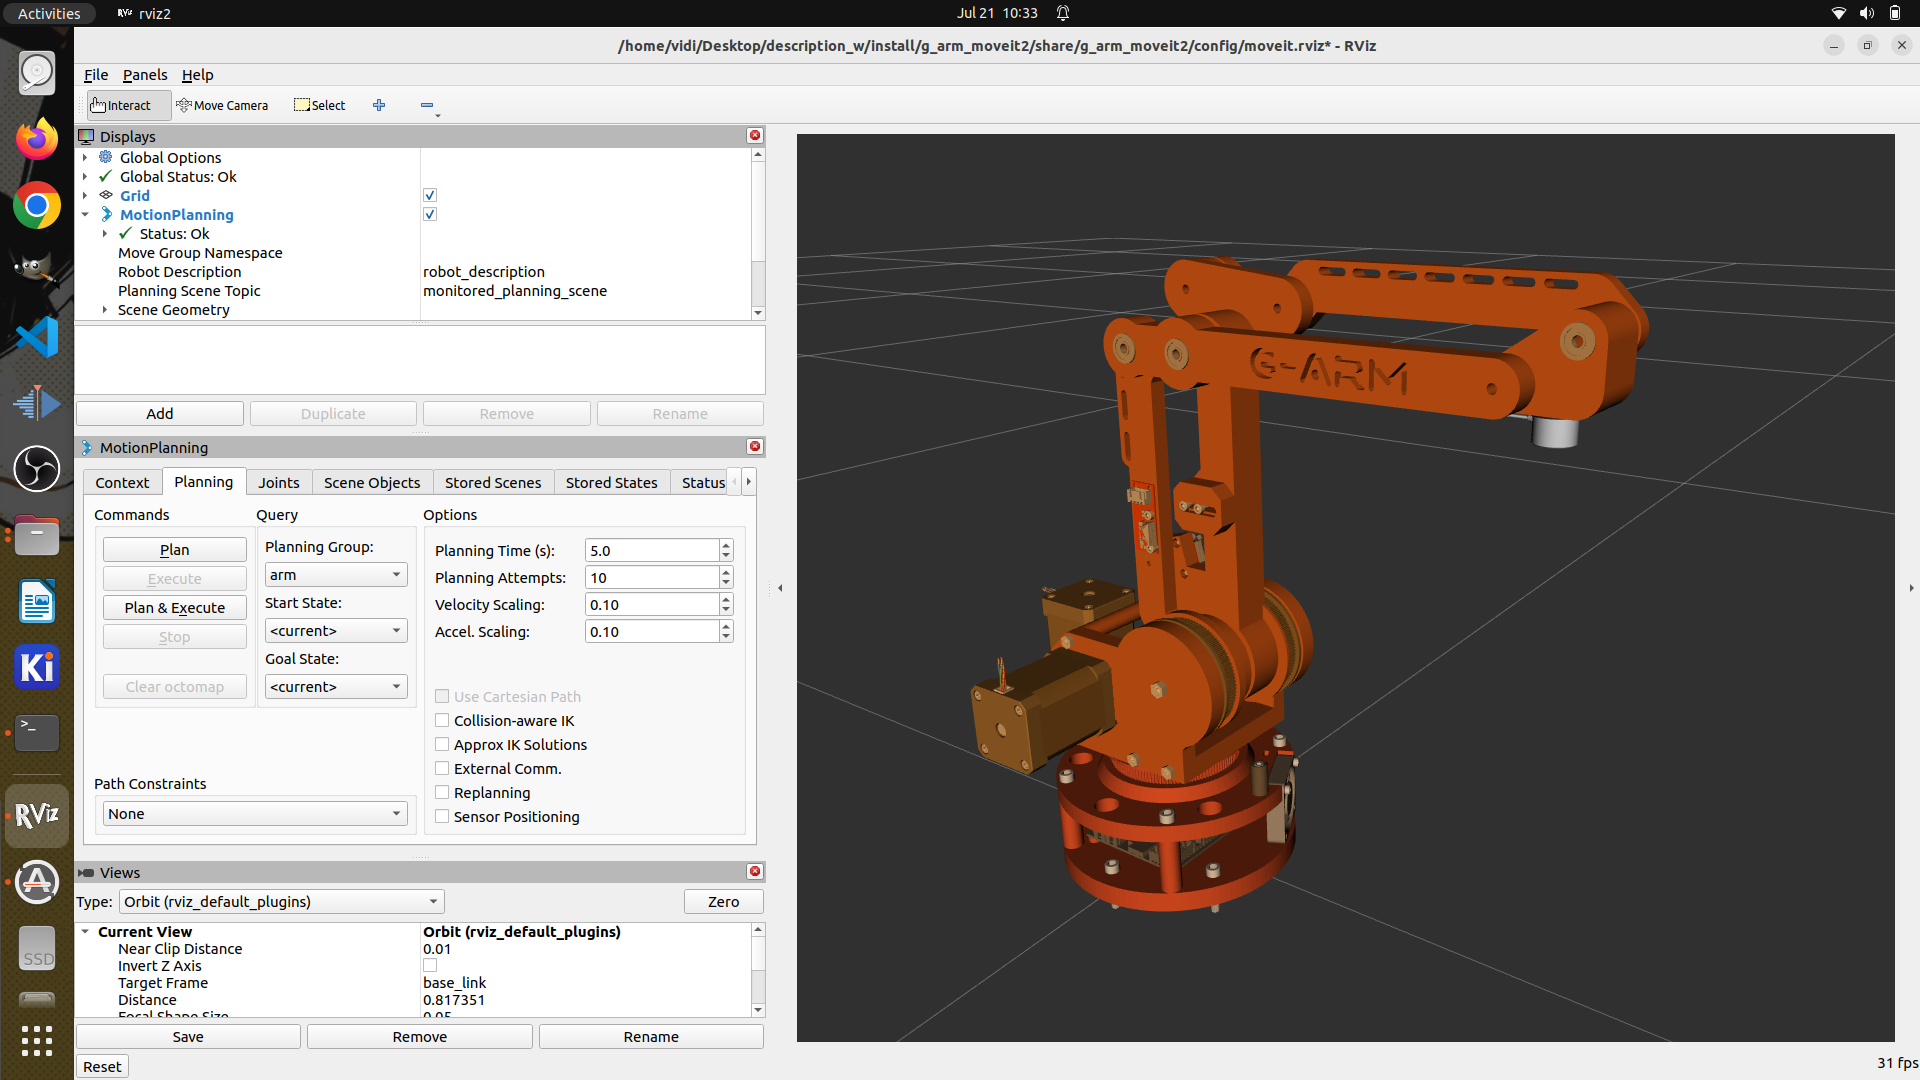 Activities
RViz rviz2
Jul 21 10:33
/home/vidi/Desktop/description_w/install/g_arm_moveit2/share/g_arm_moveit2/config/moveit.rviz* - RViz
File Panels Help
Interact Move Camera Select
Displays
Global Options
Global Status: Ok
Grid
MotionPlanning
Status: Ok
Move Group Namespace
Robot Description robot_description
Planning Scene Topic monitored_planning_scene
Scene Geometry
Add Duplicate Remove Rename
MotionPlanning
Context Planning Joints Scene Objects Stored Scenes Stored States Status
Commands Query Options
Plan
Execute
Plan & Execute
Stop
Clear octomap
Planning Group:
arm
Start State:
<current>
Goal State:
<current>
Planning Time (s): 5.0
Planning Attempts: 10
Velocity Scaling: 0.10
Accel. Scaling: 0.10
Use Cartesian Path
Collision-aware IK
Approx IK Solutions
External Comm.
Replanning
Sensor Positioning
Path Constraints
None
Views
Type: Orbit (rviz_default_plugins) Zero
Current View Orbit (rviz_default_plugins)
Near Clip Distance 0.01
Invert Z Axis
Target Frame base_link
Distance 0.817351
Focal Shape Size 0.05
Save Remove Rename
Reset
31 fps
G-ARM
Ki
>_
RViz
SSD